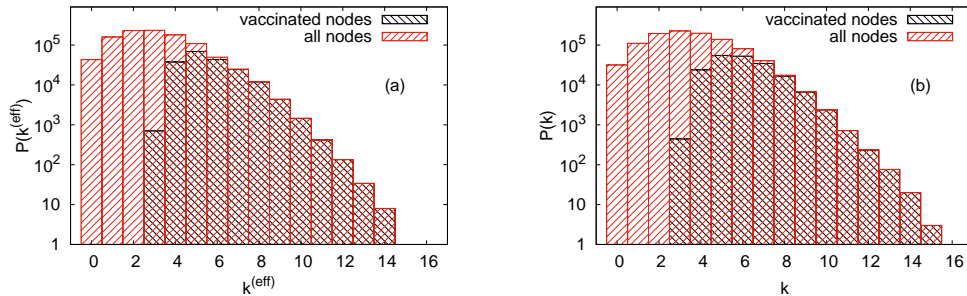 vaccinated nodes
all nodes
(a)
P(k^(eff))
10^5
10^4
10^3
10^2
10
1
0 2 4 6 8 10 12 14 16
k^(eff)
vaccinated nodes
all nodes
(b)
P(k)
10^5
10^4
10^3
10^2
10
1
0 2 4 6 8 10 12 14 16
k